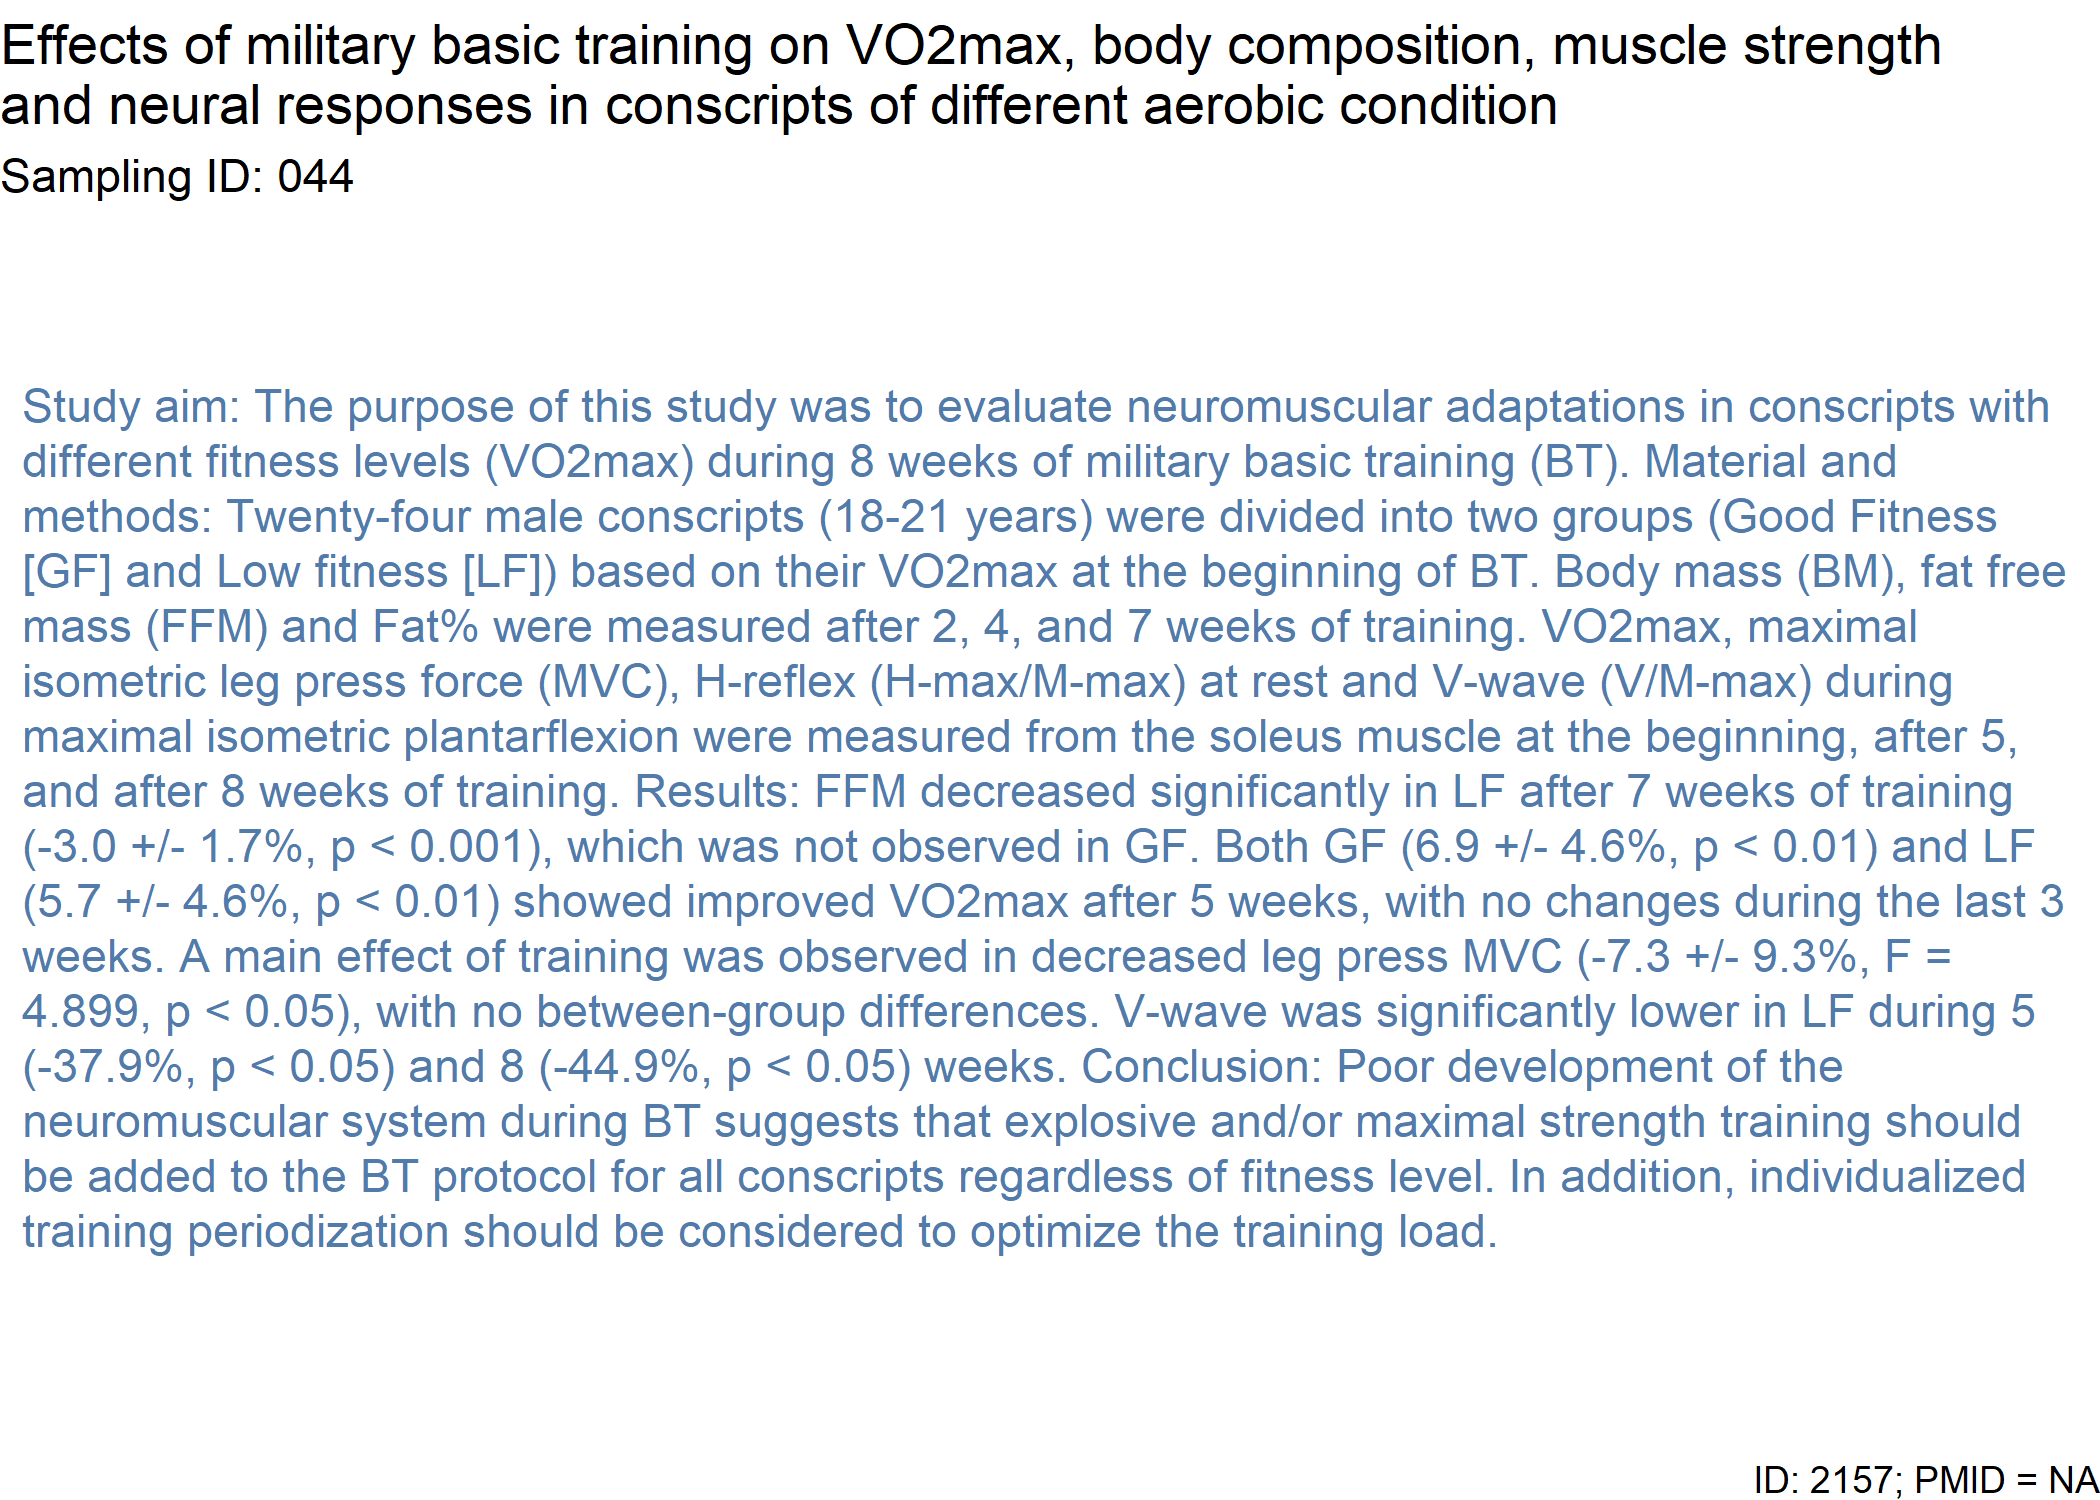 Effects of military basic training on VO2max, body composition, muscle strength
and neural responses in conscripts of different aerobic condition
Sampling ID: 044
Study aim: The purpose of this study was to evaluate neuromuscular adaptations in conscripts with
different fitness levels (VO2max) during 8 weeks of military basic training (BT). Material and
methods: Twenty-four male conscripts (18-21 years) were divided into two groups (Good Fitness
[GF] and Low fitness [LF]) based on their VO2max at the beginning of BT. Body mass (BM), fat free
mass (FFM) and Fat% were measured after 2, 4, and 7 weeks of training. VO2max, maximal
isometric leg press force (MVC), H-reflex (H-max/M-max) at rest and V-wave (V/M-max) during
maximal isometric plantarflexion were measured from the soleus muscle at the beginning, after 5,
and after 8 weeks of training. Results: FFM decreased significantly in LF after 7 weeks of training
(-3.0 +/- 1.7%, p < 0.001), which was not observed in GF. Both GF (6.9 +/- 4.6%, p < 0.01) and LF
(5.7 +/- 4.6%, p < 0.01) showed improved VO2max after 5 weeks, with no changes during the last 3
weeks. A main effect of training was observed in decreased leg press MVC (-7.3 +/- 9.3%, F =
4.899, p < 0.05), with no between-group differences. V-wave was significantly lower in LF during 5
(-37.9%, p < 0.05) and 8 (-44.9%, p < 0.05) weeks. Conclusion: Poor development of the
neuromuscular system during BT suggests that explosive and/or maximal strength training should
be added to the BT protocol for all conscripts regardless of fitness level. In addition, individualized
training periodization should be considered to optimize the training load.
ID: 2157; PMID = NA